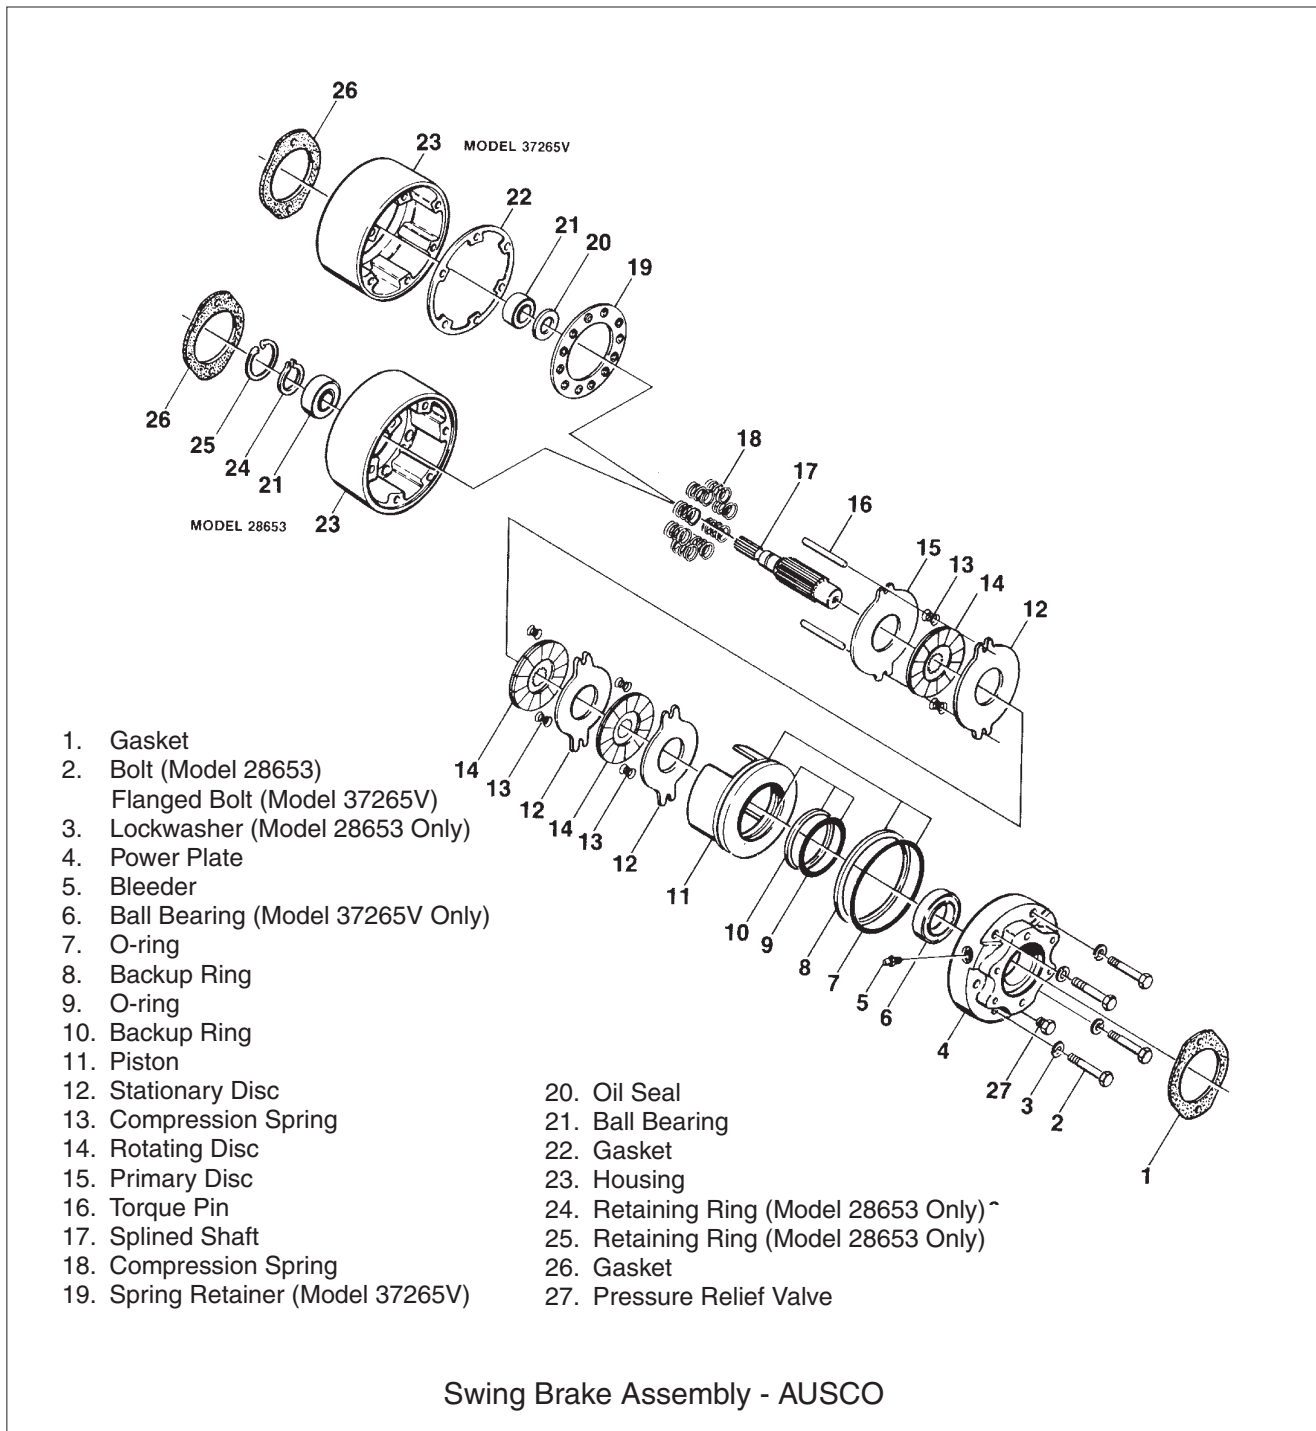 26
23 MODEL 37265V
22
21
20
19
26
25
24
21
MODEL 28653 23
18
17
16
15
13
14
12
14
13
12
14
13
12
11
10
9
8
7
5
6
4
27
3
2
1
1. Gasket
2. Bolt (Model 28653)
Flanged Bolt (Model 37265V)
3. Lockwasher (Model 28653 Only)
4. Power Plate
5. Bleeder
6. Ball Bearing (Model 37265V Only)
7. O-ring
8. Backup Ring
9. O-ring
10. Backup Ring
11. Piston
12. Stationary Disc
13. Compression Spring
14. Rotating Disc
15. Primary Disc
16. Torque Pin
17. Splined Shaft
18. Compression Spring
19. Spring Retainer (Model 37265V)
20. Oil Seal
21. Ball Bearing
22. Gasket
23. Housing
24. Retaining Ring (Model 28653 Only)
25. Retaining Ring (Model 28653 Only)
26. Gasket
27. Pressure Relief Valve
Swing Brake Assembly - AUSCO